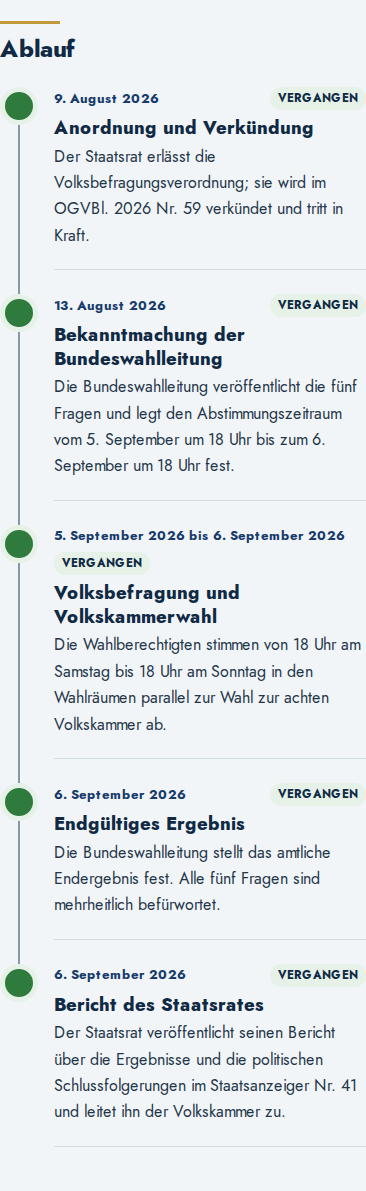 Ablauf
9. August 2026 VERGANGEN
Anordnung und Verkündung
Der Staatsrat erlässt die
Volksbefragungsverordnung; sie wird im
OGVBl. 2026 Nr. 59 verkündet und tritt in
Kraft.
13. August 2026 VERGANGEN
Bekanntmachung der
Bundeswahlleitung
Die Bundeswahlleitung veröffentlicht die fünf
Fragen und legt den Abstimmungszeitraum
vom 5. September um 18 Uhr bis zum 6.
September um 18 Uhr fest.
5. September 2026 bis 6. September 2026
VERGANGEN
Volksbefragung und
Volkskammerwahl
Die Wahlberechtigten stimmen von 18 Uhr am
Samstag bis 18 Uhr am Sonntag in den
Wahlräumen parallel zur Wahl zur achten
Volkskammer ab.
6. September 2026 VERGANGEN
Endgültiges Ergebnis
Die Bundeswahlleitung stellt das amtliche
Endergebnis fest. Alle fünf Fragen sind
mehrheitlich befürwortet.
6. September 2026 VERGANGEN
Bericht des Staatsrates
Der Staatsrat veröffentlicht seinen Bericht
über die Ergebnisse und die politischen
Schlussfolgerungen im Staatsanzeiger Nr. 41
und leitet ihn der Volkskammer zu.